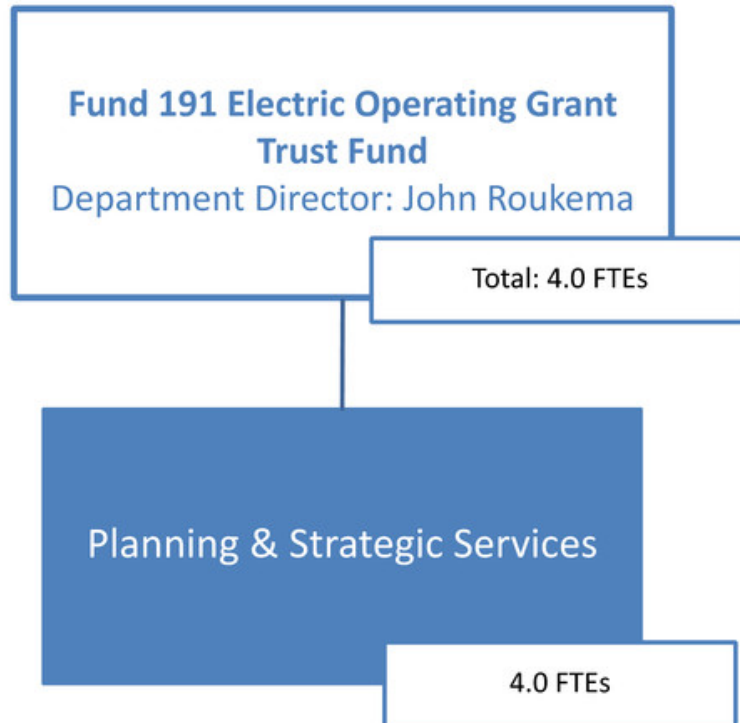 Fund 191 Electric Operating Grant
Trust Fund
Department Director: John Roukema
Total: 4.0 FTEs
Planning & Strategic Services
4.0 FTEs